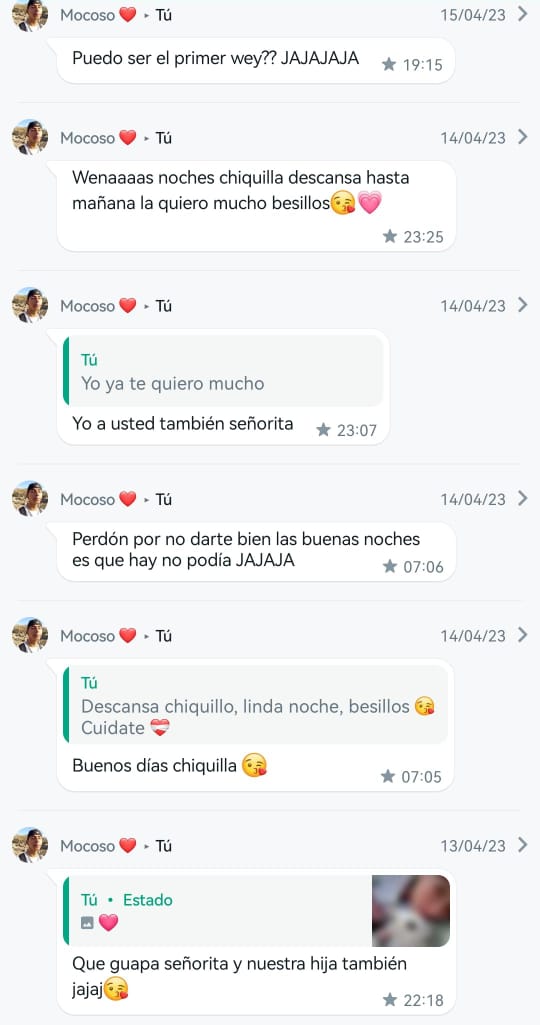 Mocoso ❤️ ▸ Tú 15/04/23
Puedo ser el primer wey?? JAJAJAJA
★ 19:15
Mocoso ❤️ ▸ Tú 14/04/23
Wenaaaas noches chiquilla descansa hasta
mañana la quiero mucho besillos😘💗
★ 23:25
Mocoso ❤️ ▸ Tú 14/04/23
Tú
Yo ya te quiero mucho
Yo a usted también señorita
★ 23:07
Mocoso ❤️ ▸ Tú 14/04/23
Perdón por no darte bien las buenas noches
es que hay no podía JAJAJA
★ 07:06
Mocoso ❤️ ▸ Tú 14/04/23
Tú
Descansa chiquillo, linda noche, besillos 😘
Cuidate ❤️‍🩹
Buenos días chiquilla 😘
★ 07:05
Mocoso ❤️ ▸ Tú 13/04/23
Tú • Estado
💗
Que guapa señorita y nuestra hija también
jajaj😘
★ 22:18